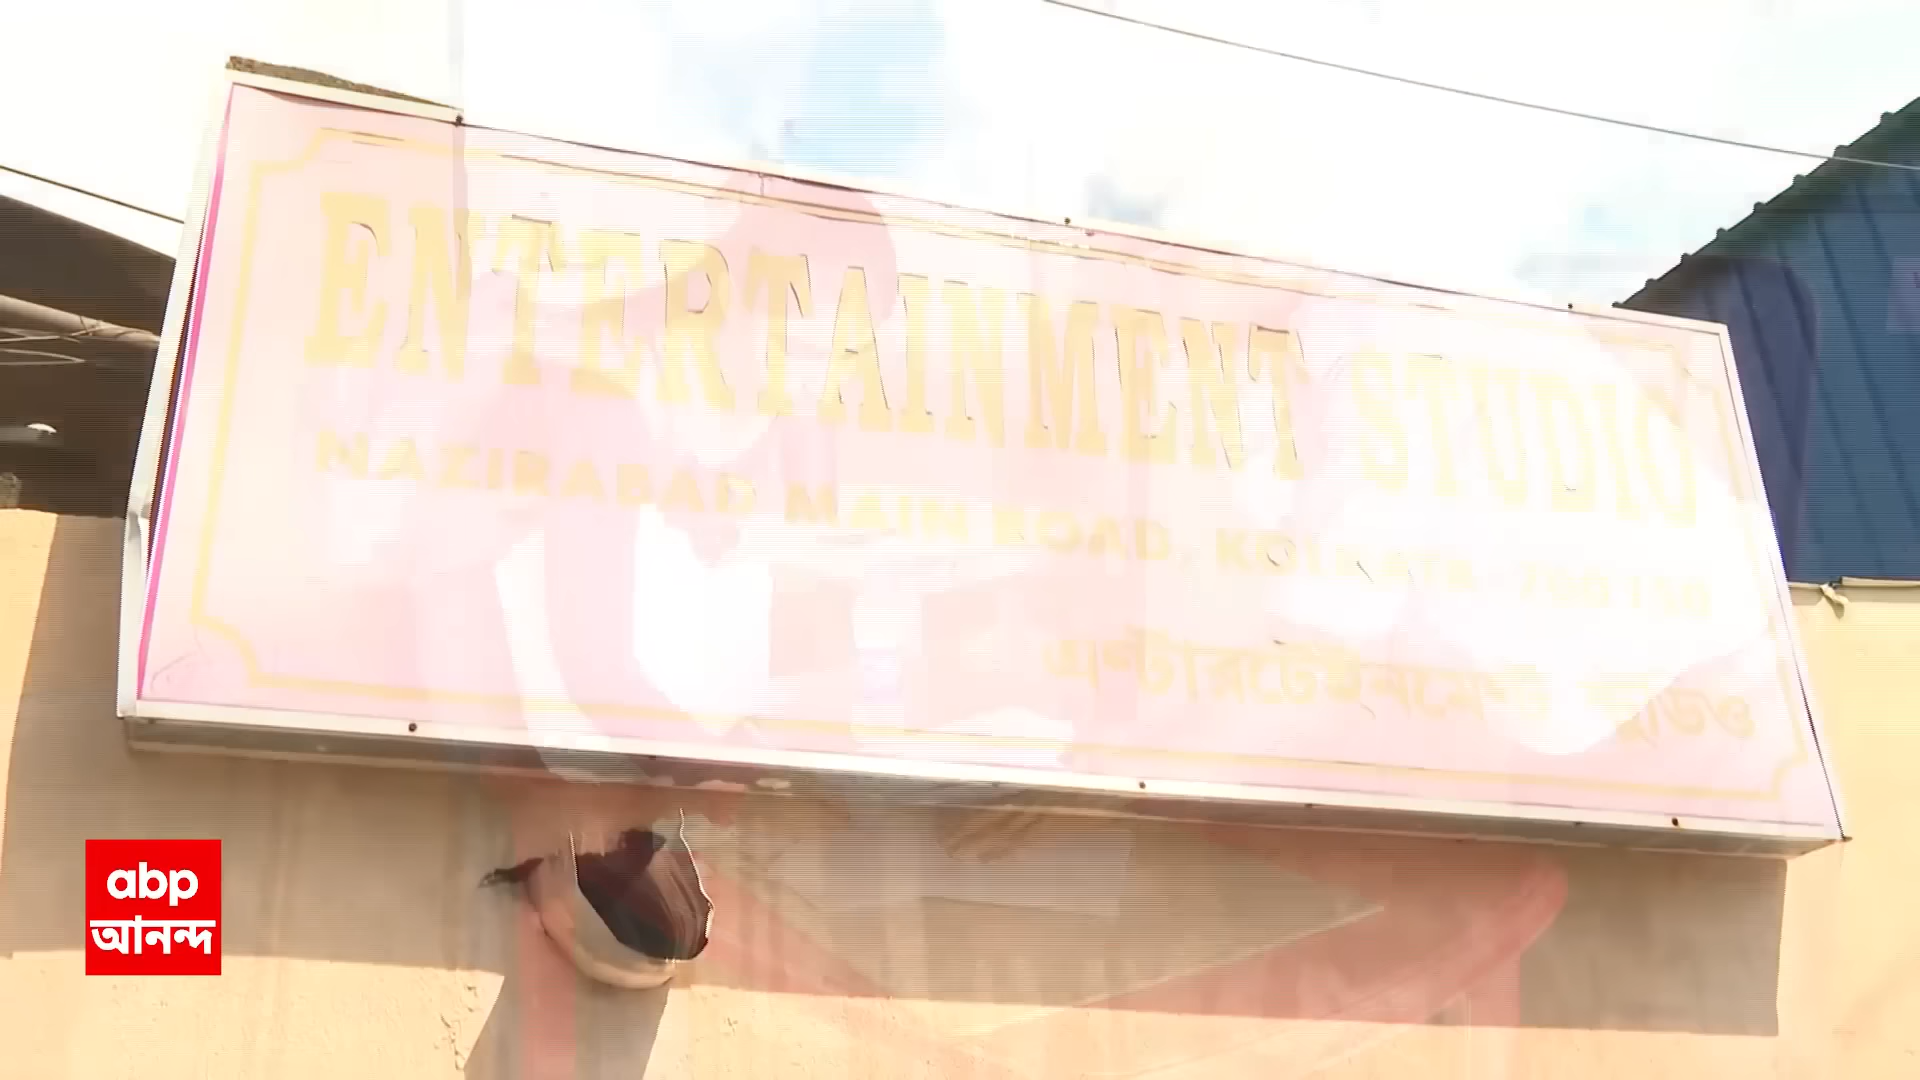 ENTERTAINMENT STUDIO
NAZIRABAD MAIN ROAD, KOLKATA - 700 150
এন্টারটেইনমেন্ট স্টুডিও
abp
আনন্দ